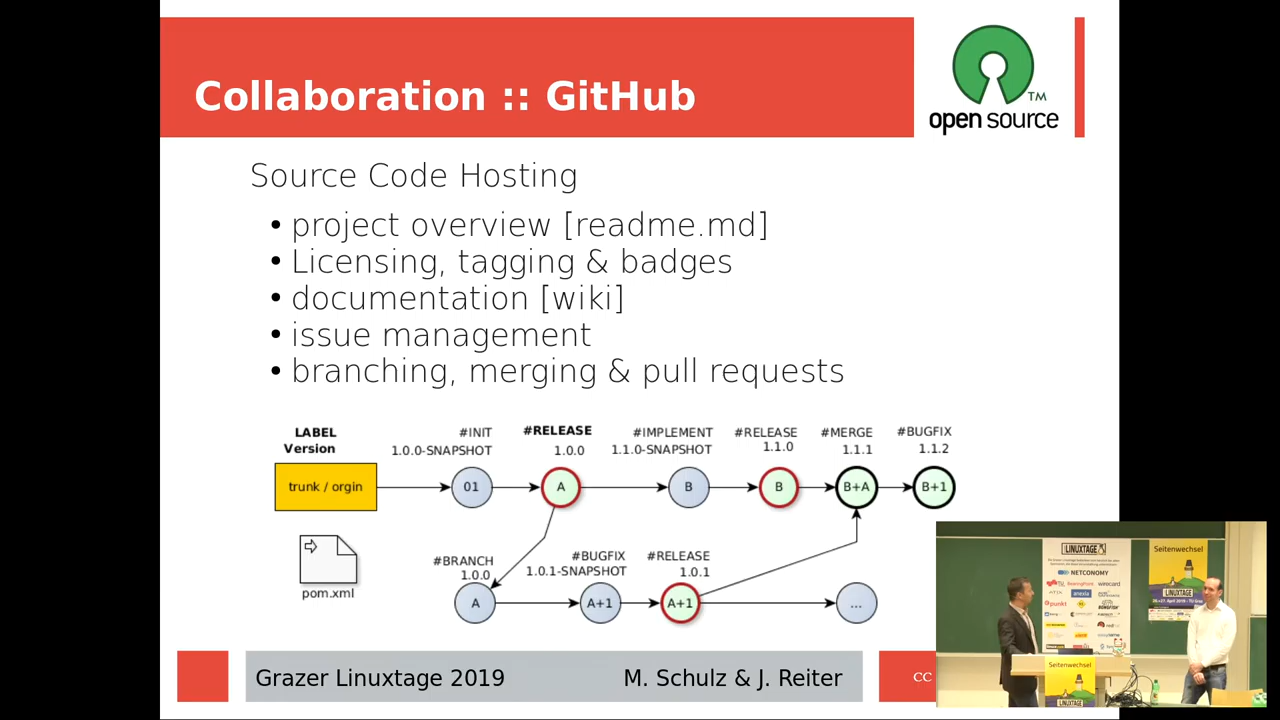 Collaboration :: GitHub
TM
open source
Source Code Hosting
• project overview [readme.md]
• Licensing, tagging & badges
• documentation [wiki]
• issue management
• branching, merging & pull requests
LABEL
Version
#INIT
1.0.0-SNAPSHOT
#RELEASE
1.0.0
#IMPLEMENT
1.1.0-SNAPSHOT
#RELEASE
1.1.0
#MERGE
1.1.1
#BUGFIX
1.1.2
trunk / orgin
01
A
B
B
B+A
B+1
pom.xml
#BRANCH
1.0.0
#BUGFIX
1.0.1-SNAPSHOT
#RELEASE
1.0.1
A
A+1
A+1
...
Grazer Linuxtage 2019
M. Schulz & J. Reiter
CC
LINUXTAGE
NETCONOMY
Seitenwechsel
LINUXTAGE
Seitenwechsel
LINUXTAGE